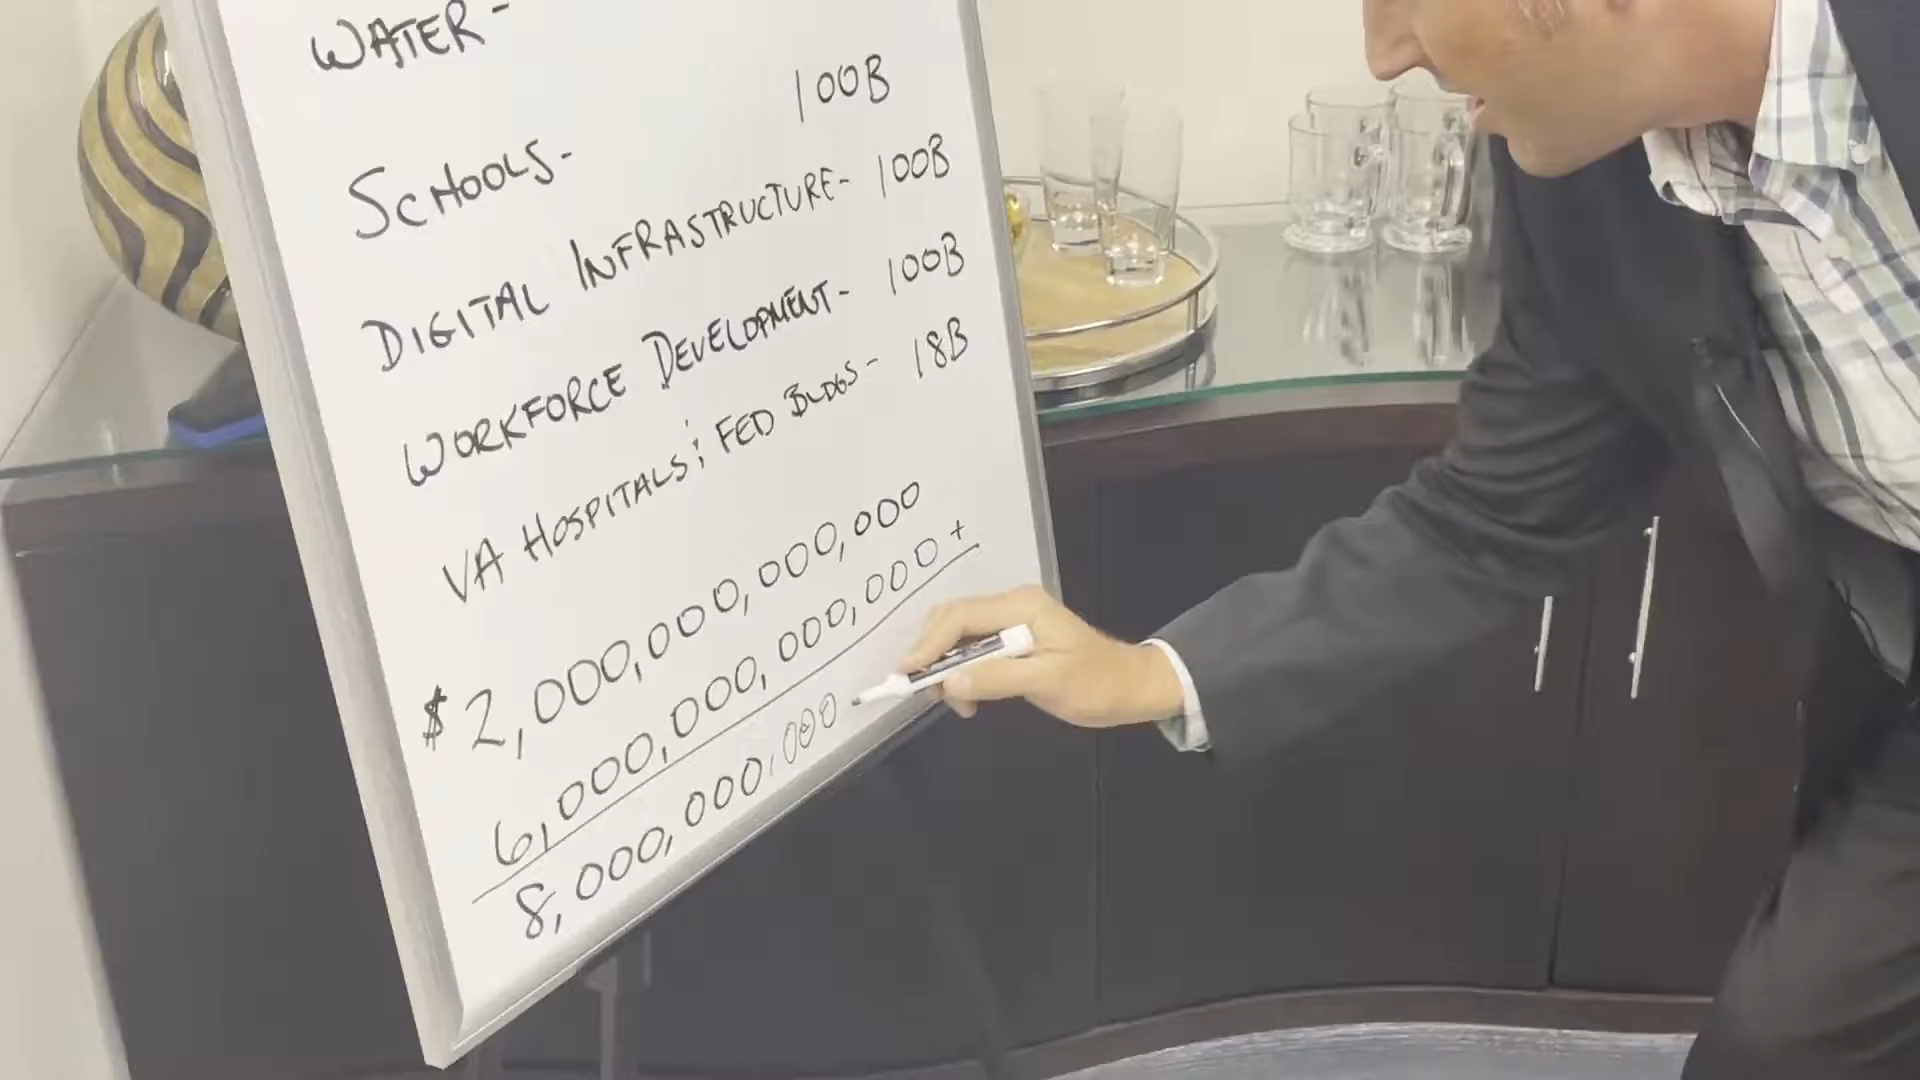 WATER -
100B
SCHOOLS -
DIGITAL INFRASTRUCTURE - 100B
WORKFORCE DEVELOPMENT - 100B
VA HOSPITALS ; FED BLDGS - 18B
$2,000,000,000,000
6,000,000,000,000 +
8,000,000,000